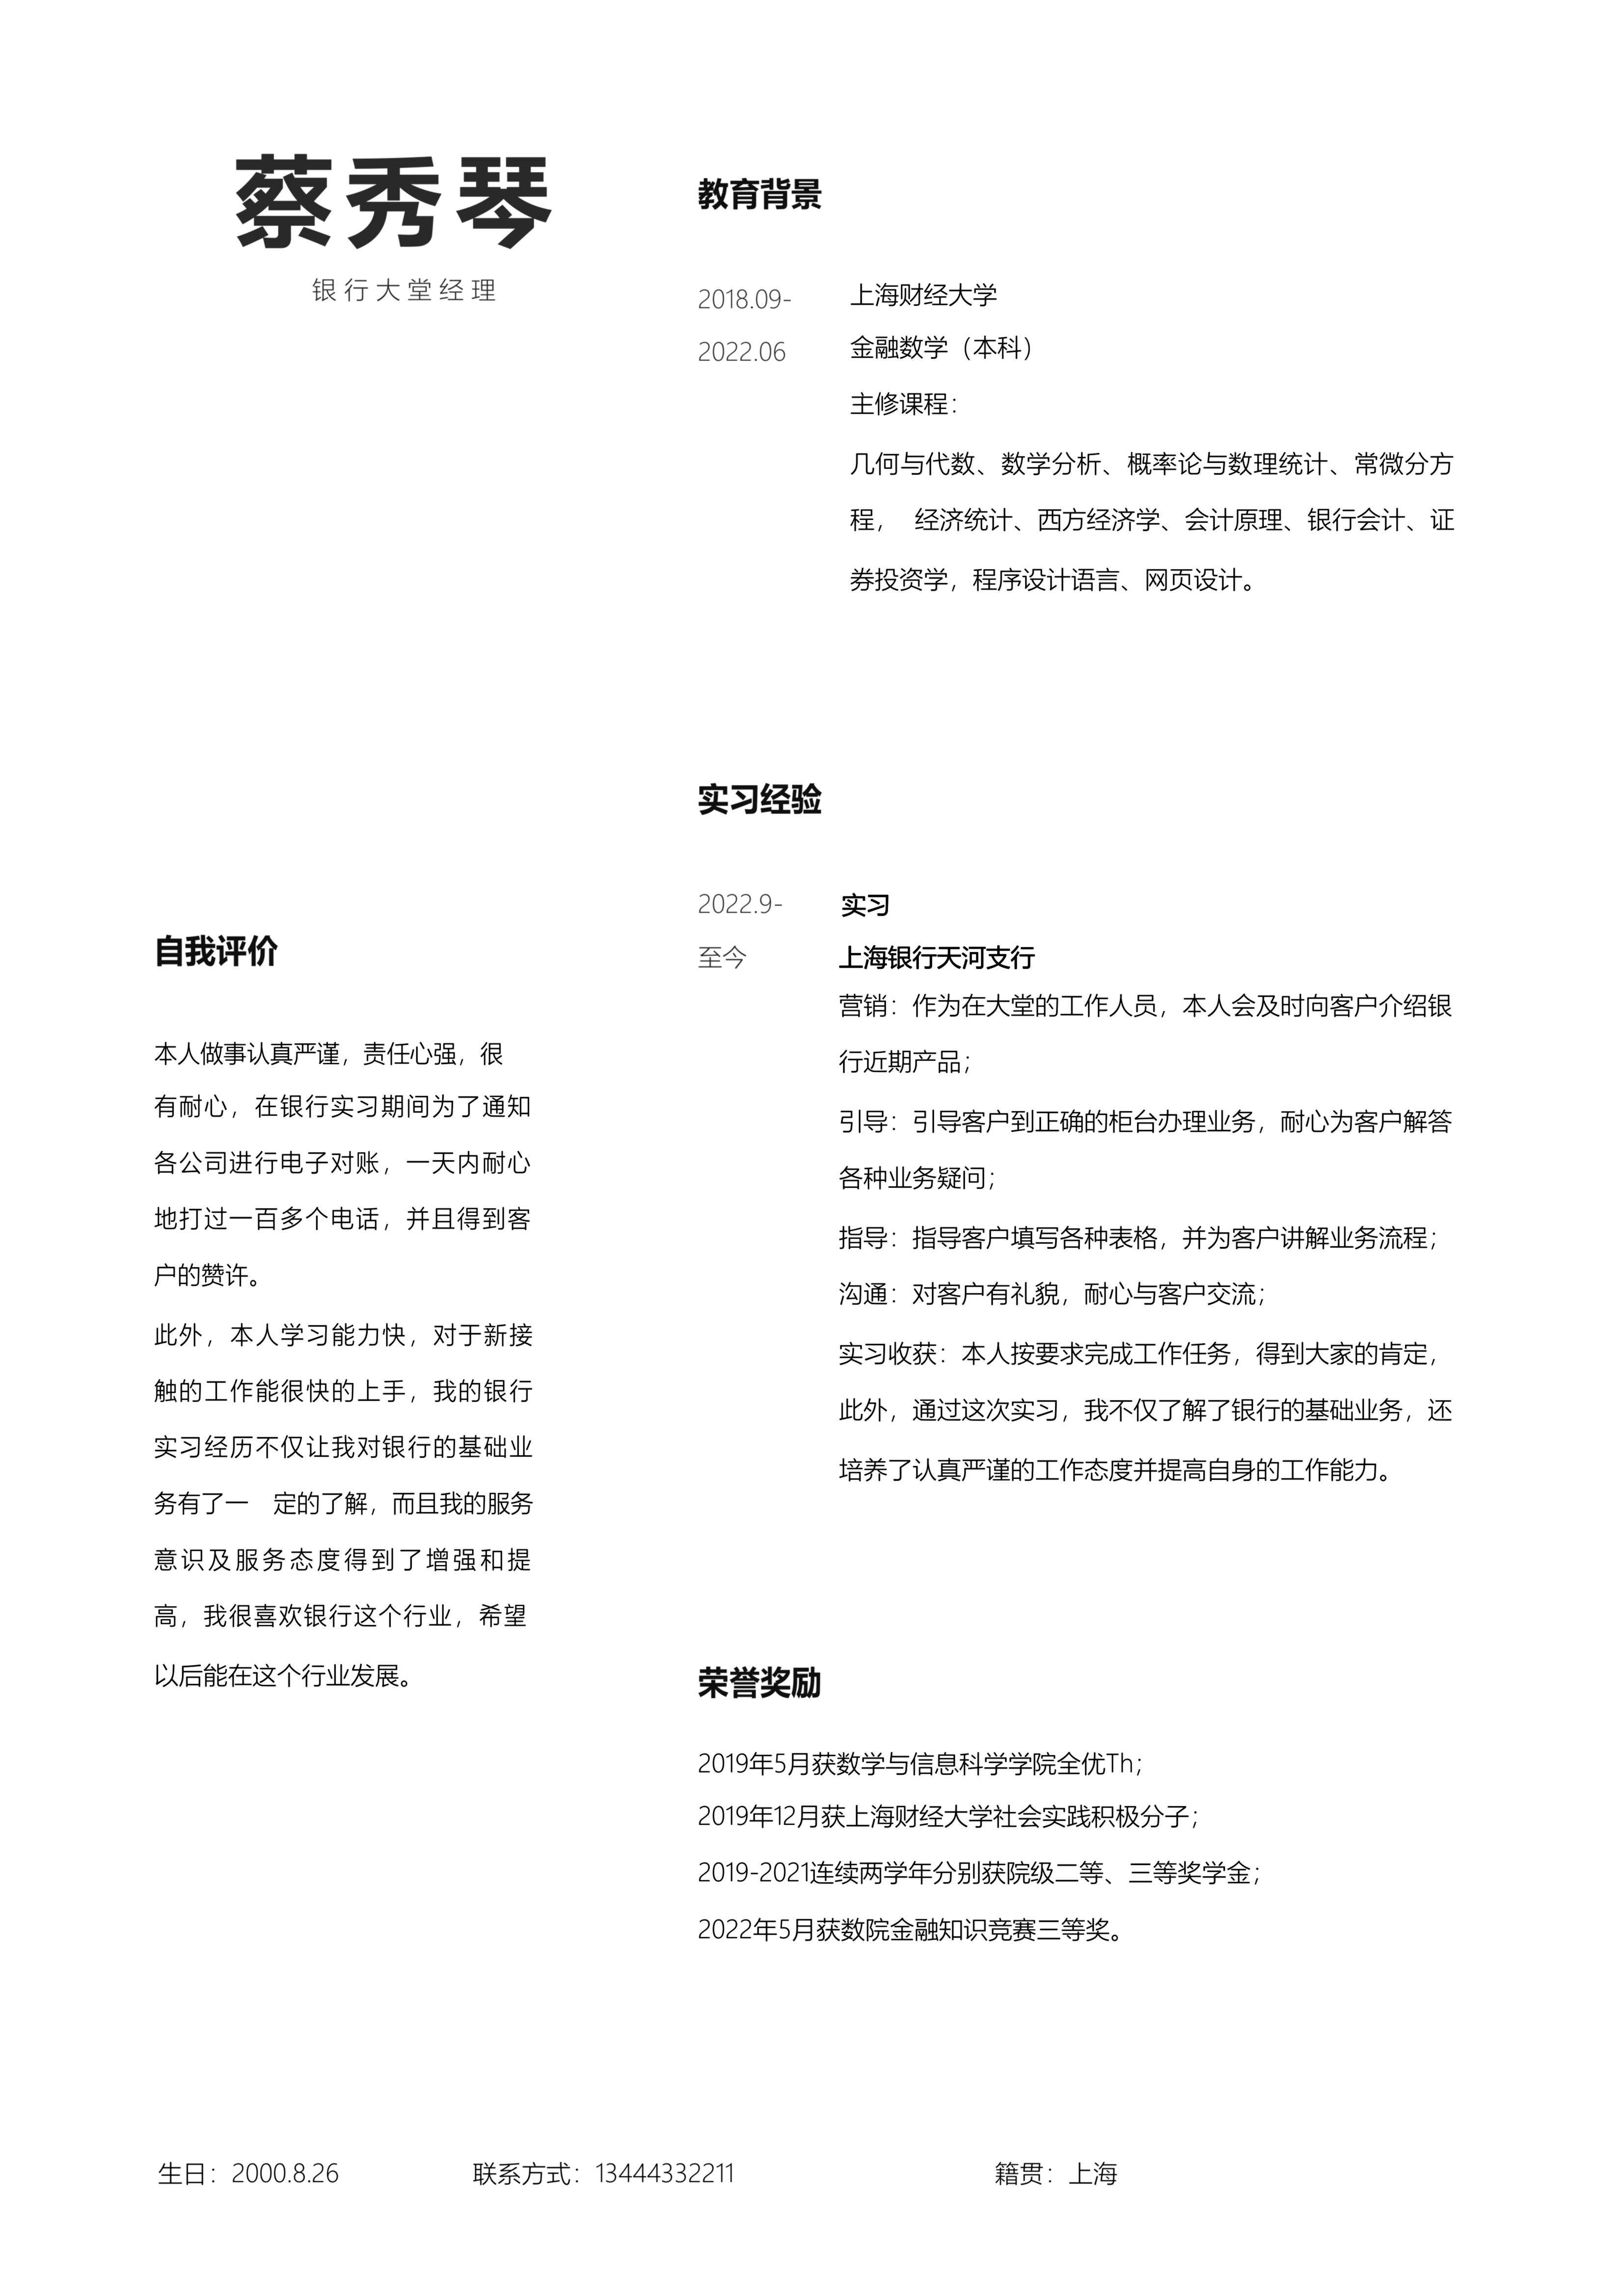 蔡秀琴
银行大堂经理
自我评价
本人做事认真严谨，责任心强，很
有耐心，在银行实习期间为了通知
各公司进行电子对账，一天内耐心
地打过一百多个电话，并且得到客
户的赞许。
此外，本人学习能力快，对于新接
触的工作能很快的上手，我的银行
实习经历不仅让我对银行的基础业
务有了一 定的了解，而且我的服务
意识及服务态度得到了增强和提
高，我很喜欢银行这个行业，希望
以后能在这个行业发展。
教育背景
2018.09- 上海财经大学
2022.06 金融数学（本科）
主修课程：
几何与代数、数学分析、概率论与数理统计、常微分方
程， 经济统计、西方经济学、会计原理、银行会计、证
券投资学，程序设计语言、网页设计。
实习经验
2022.9- 实习
至今 上海银行天河支行
营销：作为在大堂的工作人员，本人会及时向客户介绍银
行近期产品；
引导：引导客户到正确的柜台办理业务，耐心为客户解答
各种业务疑问；
指导：指导客户填写各种表格，并为客户讲解业务流程；
沟通：对客户有礼貌，耐心与客户交流；
实习收获：本人按要求完成工作任务，得到大家的肯定，
此外，通过这次实习，我不仅了解了银行的基础业务，还
培养了认真严谨的工作态度并提高自身的工作能力。
荣誉奖励
2019年5月获数学与信息科学学院全优Th；
2019年12月获上海财经大学社会实践积极分子；
2019-2021连续两学年分别获院级二等、三等奖学金；
2022年5月获数院金融知识竞赛三等奖。
生日：2000.8.26 联系方式：13444332211 籍贯：上海